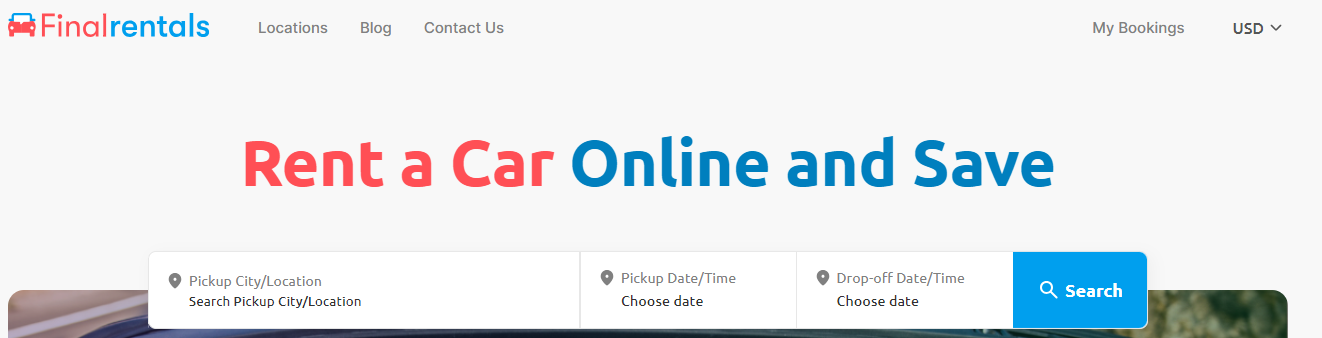 Finalrentals Locations Blog Contact Us My Bookings USD
Rent a Car Online and Save
Pickup City/Location
Search Pickup City/Location
Pickup Date/Time
Choose date
Drop-off Date/Time
Choose date
Search